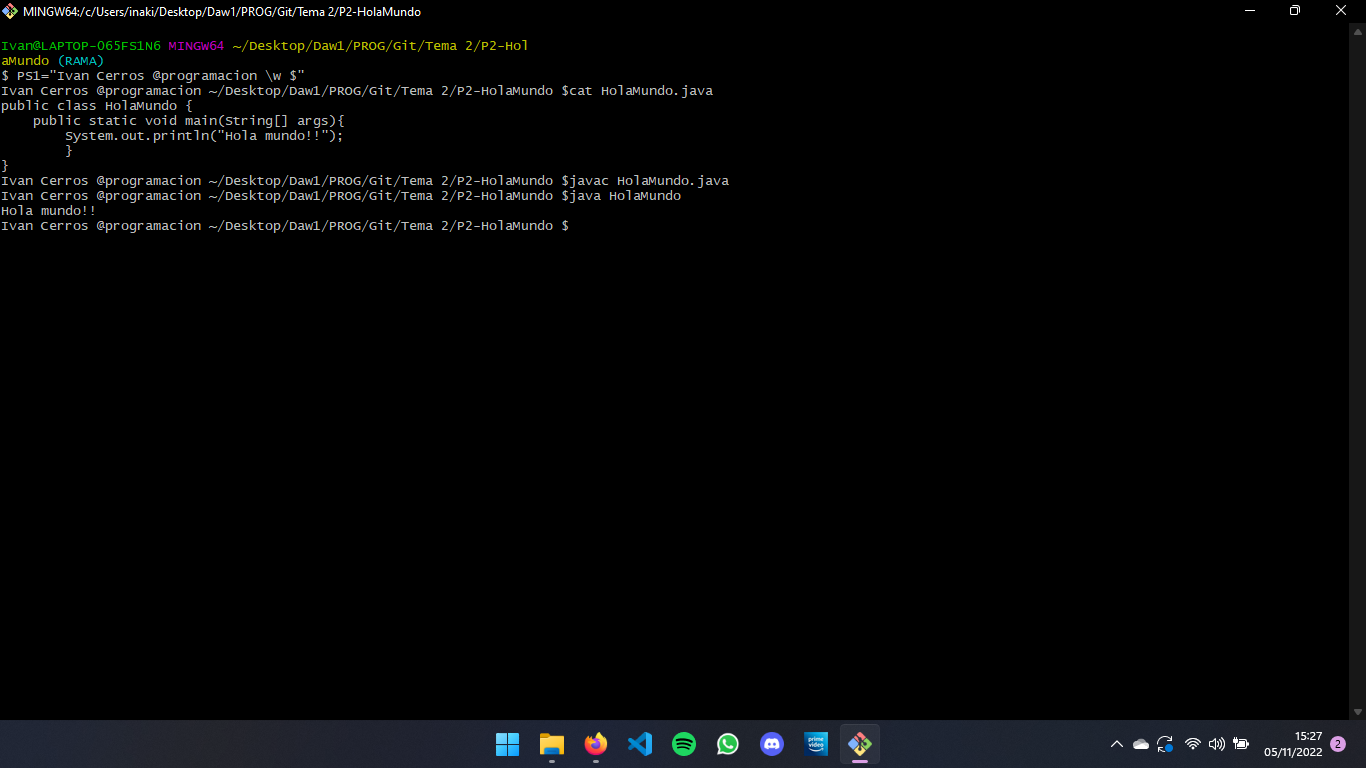 MINGW64:/c/Users/inaki/Desktop/Daw1/PROG/Git/Tema 2/P2-HolaMundo
Ivan@LAPTOP-O65FS1N6 MINGW64 ~/Desktop/Daw1/PROG/Git/Tema 2/P2-Hol
aMundo (RAMA)
$ PS1="Ivan Cerros @programacion \w $"
Ivan Cerros @programacion ~/Desktop/Daw1/PROG/Git/Tema 2/P2-HolaMundo $cat HolaMundo.java
public class HolaMundo {
    public static void main(String[] args){
        System.out.println("Hola mundo!!");
        }
}
Ivan Cerros @programacion ~/Desktop/Daw1/PROG/Git/Tema 2/P2-HolaMundo $javac HolaMundo.java
Ivan Cerros @programacion ~/Desktop/Daw1/PROG/Git/Tema 2/P2-HolaMundo $java HolaMundo
Hola mundo!!
Ivan Cerros @programacion ~/Desktop/Daw1/PROG/Git/Tema 2/P2-HolaMundo $
prime
video
15:27
05/11/2022
2